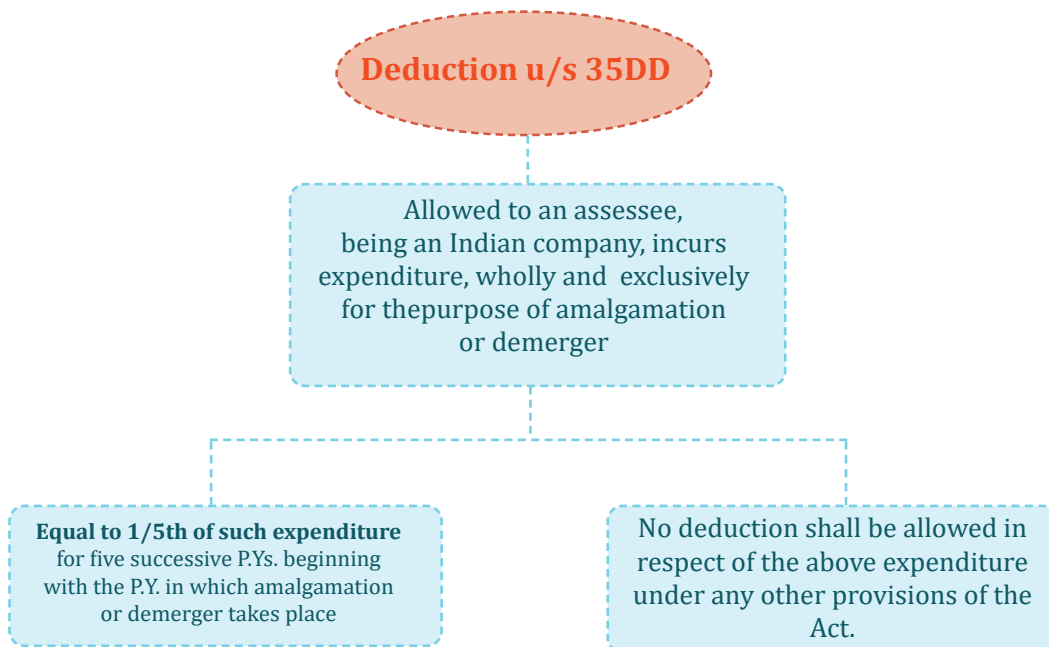 Deduction u/s 35DD
Allowed to an assessee,
being an Indian company, incurs
expenditure, wholly and exclusively
for thepurpose of amalgamation
or demerger
Equal to 1/5th of such expenditure
for five successive P.Ys. beginning
with the P.Y. in which amalgamation
or demerger takes place
No deduction shall be allowed in
respect of the above expenditure
under any other provisions of the
Act.